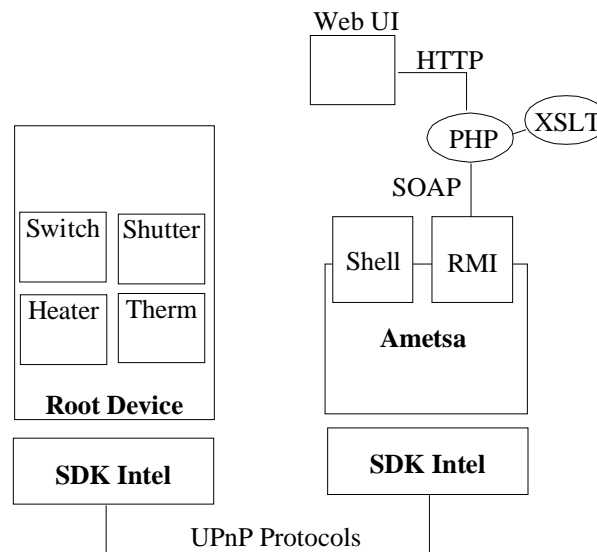 Web UI
HTTP
PHP
XSLT
SOAP
Switch
Shutter
Shell
RMI
Heater
Therm
Ametsa
Root Device
SDK Intel
SDK Intel
UPnP Protocols